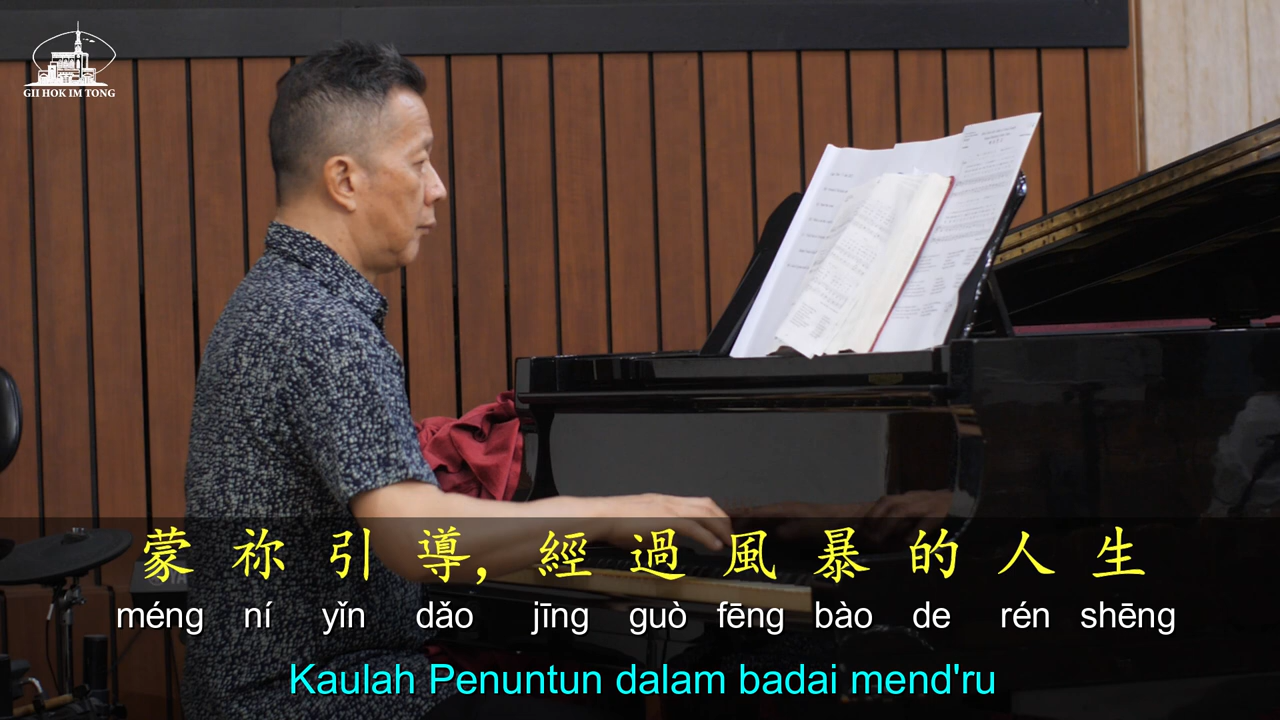 GII HOK IM TONG
蒙祢引導,經過風暴的人生
méng ní yǐn dǎo jīng guò fēng bào de rén shēng
Kaulah Penuntun dalam badai mend'ru